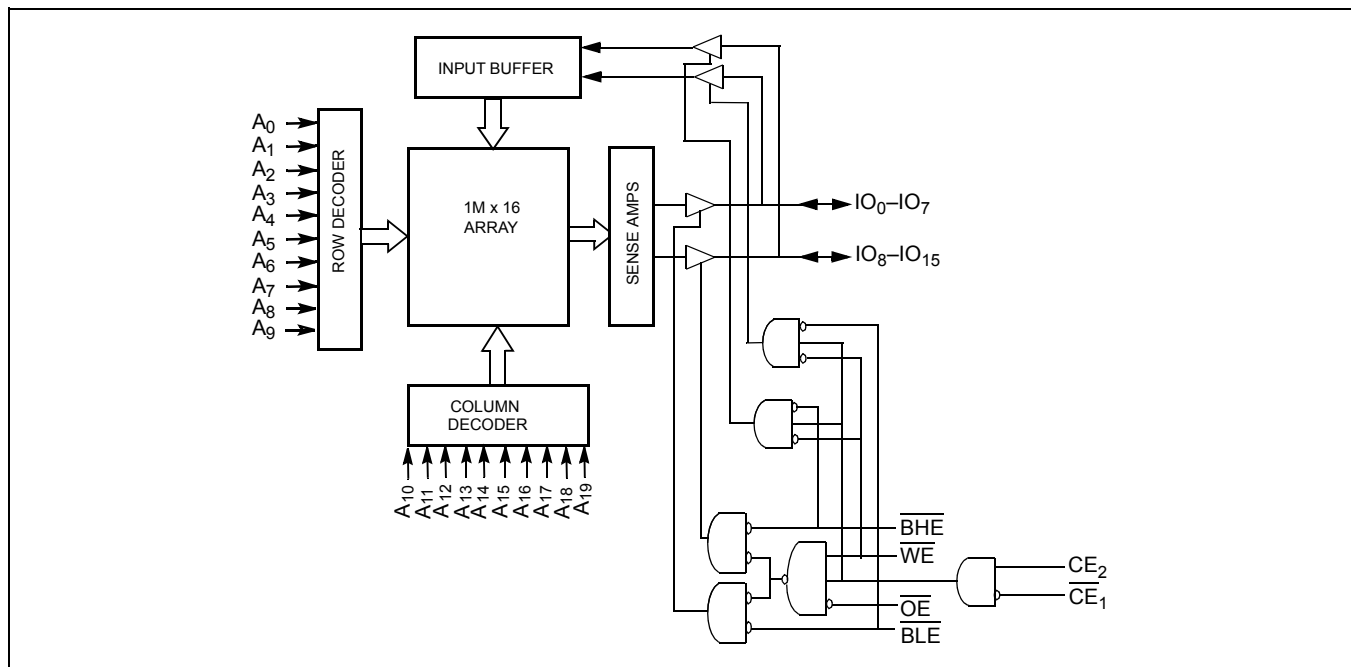 INPUT BUFFER
A0
A1
A2
A3
A4
A5
A6
A7
A8
A9
ROW DECODER
1M x 16
ARRAY
SENSE AMPS
IO0–IO7
IO8–IO15
COLUMN
DECODER
A10
A11
A12
A13
A14
A15
A16
A17
A18
A19
BHE
WE
OE
BLE
CE2
CE1